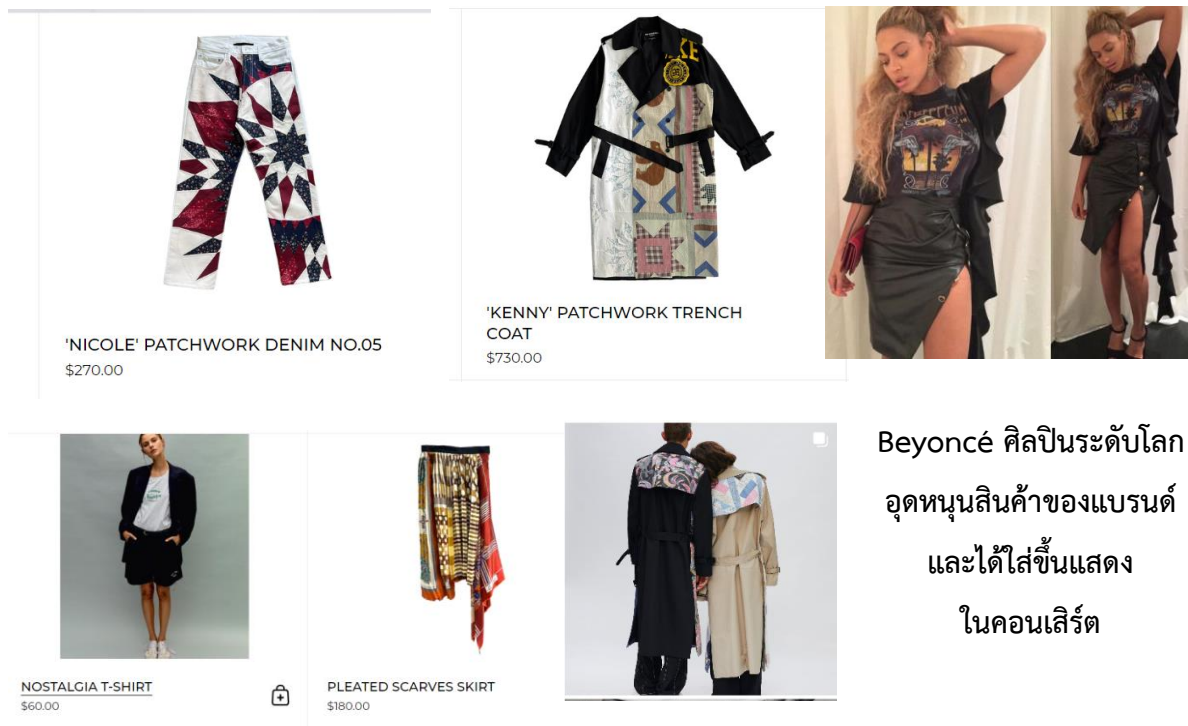 'NICOLE' PATCHWORK DENIM NO.05
$270.00
'KENNY' PATCHWORK TRENCH
COAT
$730.00
Beyoncé ศิลปินระดับโลก
อุดหนุนสินค้าของแบรนด์
และได้ใส่ขึ้นแสดง
ในคอนเสิร์ต
NOSTALGIA T-SHIRT
$60.00
PLEATED SCARVES SKIRT
$180.00